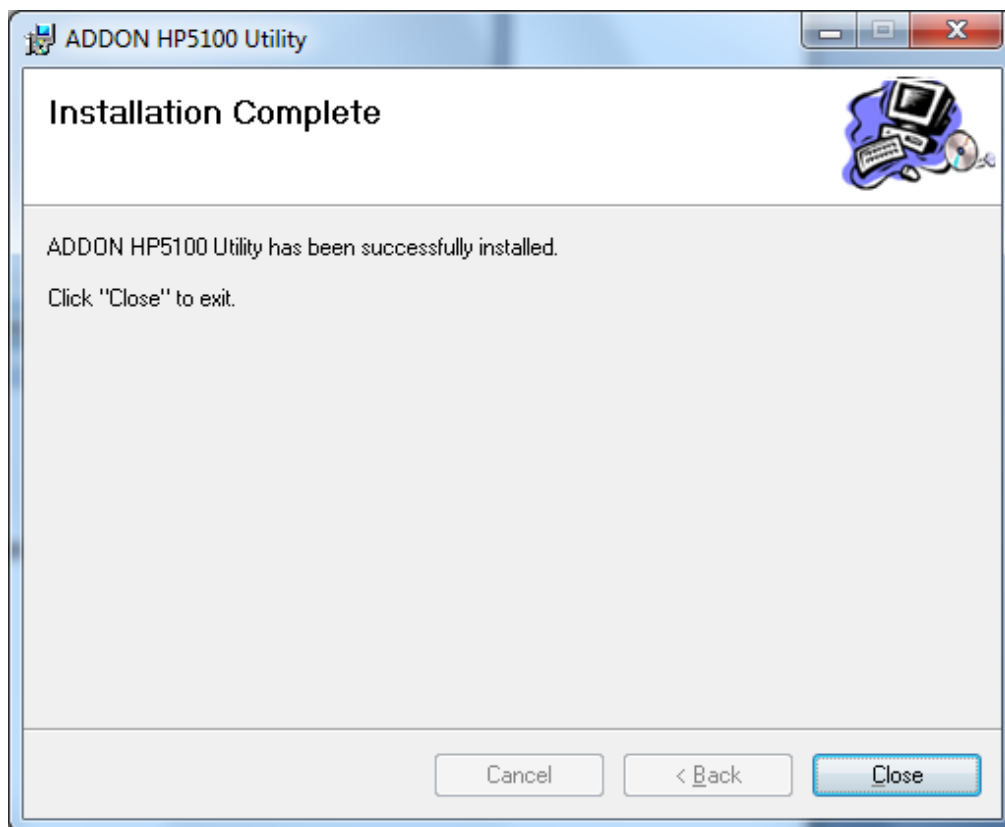 ADDON HP5100 Utility
Installation Complete
ADDON HP5100 Utility has been successfully installed.
Click "Close" to exit.
Cancel
< Back
Close